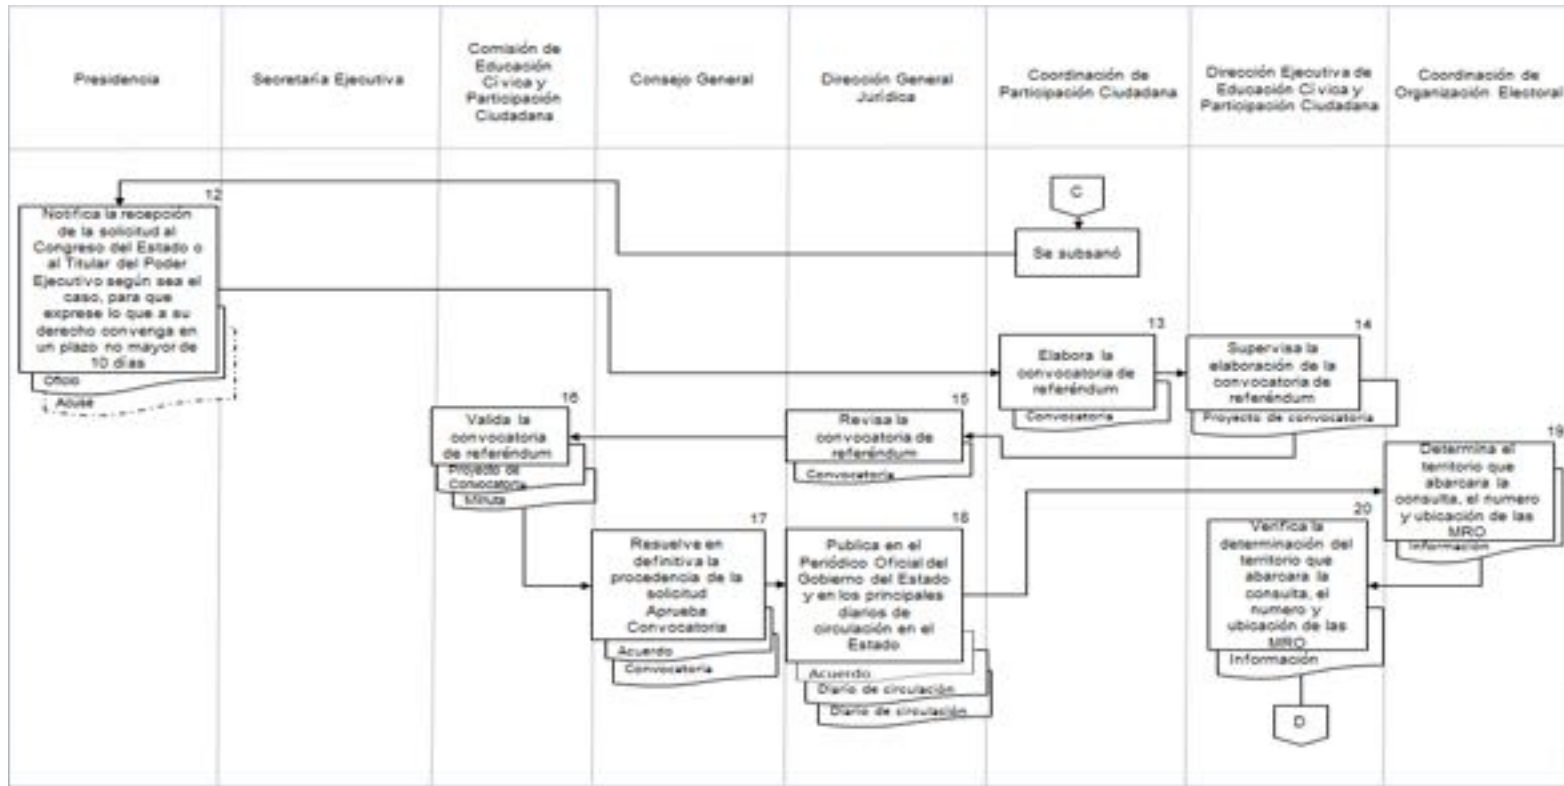 Presidencia
Secretaría Ejecutiva
Comisión de
Educación
Cívica y
Participación
Ciudadana
Consejo General
Dirección General
Jurídica
Coordinación de
Participación Ciudadana
Dirección Ejecutiva de
Educación Cívica y
Participación Ciudadana
Coordinación de
Organización Electoral
C
Se subsanó
12
Notifica la recepción
de la solicitud al
Congreso del Estado o
al Titular del Poder
Ejecutivo según sea el
caso, para que
exprese lo que a su
derecho convenga en
un plazo no mayor de
10 días
Oficio
Acuse
13
Elabora la
convocatoria de
referéndum
Convocatoria
14
Supervisa la
elaboración de la
convocatoria de
referéndum
Proyecto de convocatoria
15
Revisa la
convocatoria de
referéndum
Convocatoria
16
Valida la
convocatoria
de referéndum
Proyecto de
Convocatoria
Minuta
17
Resuelve en
definitiva la
procedencia de la
solicitud
Aprueba
Convocatoria
Acuerdo
Convocatoria
Publica en el
Periódico Oficial del
Gobierno del Estado
y en los principales
diarios de
circulación en el
Estado
Acuerdo
Diario de circulación
Diario de circulación
19
Determina el
territorio que
abarcara la
consulta, el numero
y ubicación de las
MRO
Información
20
Verifica la
determinación del
territorio que
abarcara la
consulta, el
numero y
ubicación de las
MRO
Información
D